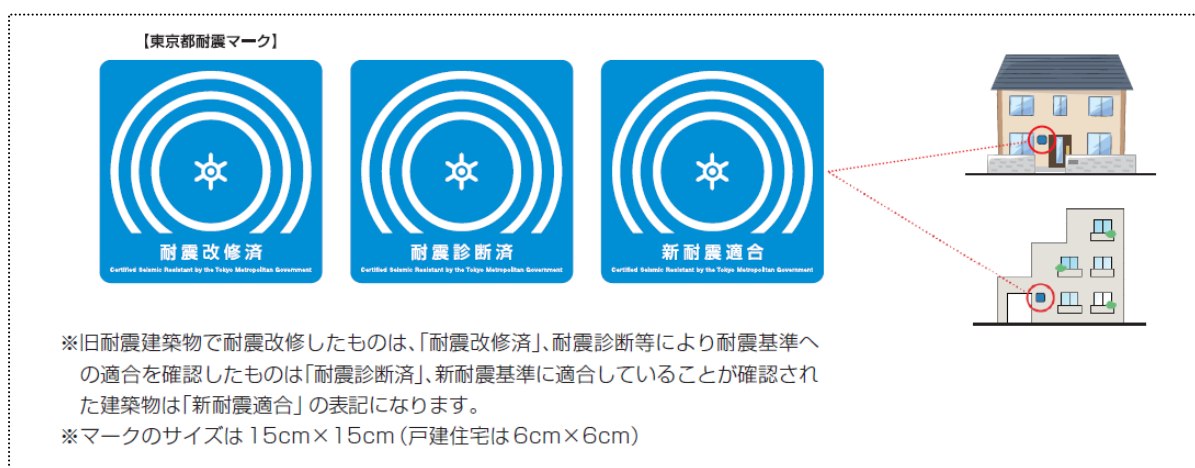 【東京都耐震マーク】
耐震改修済
Certified Seismic Resistant by the Tokyo Metropolitan Government
耐震診断済
Certified Seismic Resistant by the Tokyo Metropolitan Government
新耐震適合
Certified Seismic Resistant by the Tokyo Metropolitan Government
※旧耐震建築物で耐震改修したものは、「耐震改修済」、耐震診断等により耐震基準へ
の適合を確認したものは「耐震診断済」、新耐震基準に適合していることが確認され
た建築物は「新耐震適合」の表記になります。
※マークのサイズは15cm×15cm（戸建住宅は6cm×6cm）